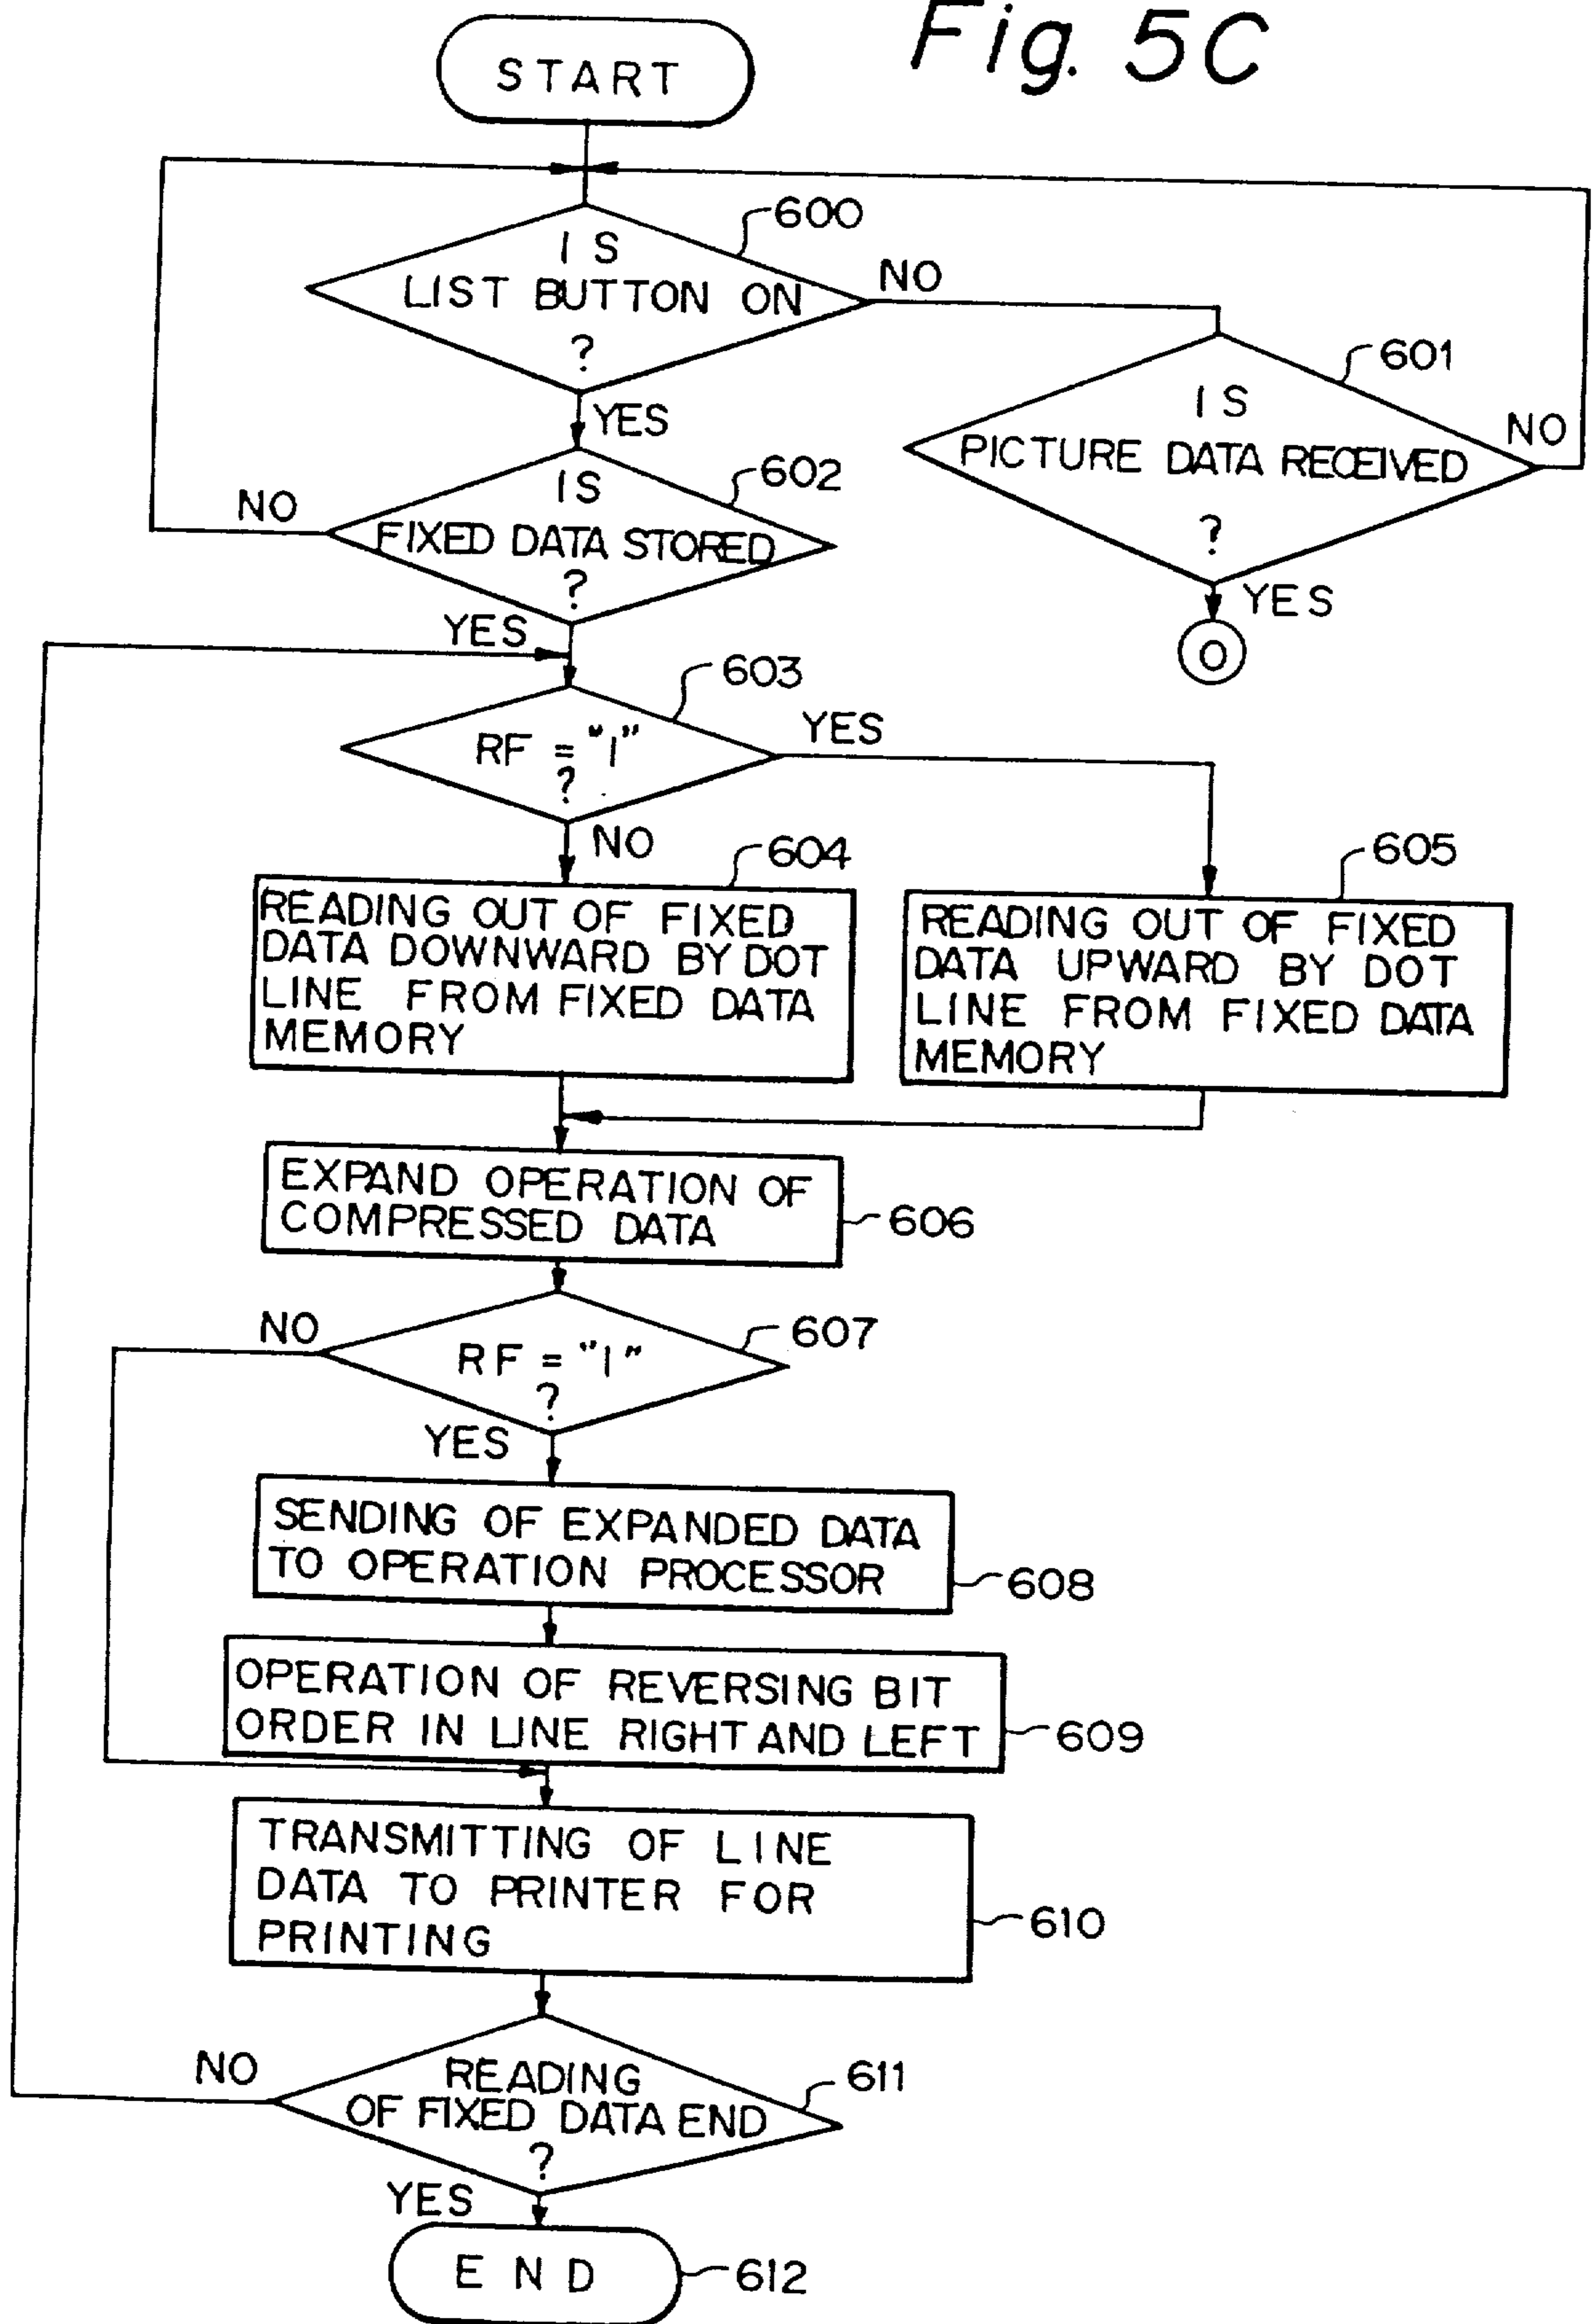 Fig. 5C
START
600
IS
LIST BUTTON ON
?
NO
YES
601
IS
PICTURE DATA RECEIVED
?
NO
YES
O
602
IS
FIXED DATA STORED
?
NO
YES
603
RF = "1"
?
YES
NO
604
READING OUT OF FIXED
DATA DOWNWARD BY DOT
LINE FROM FIXED DATA
MEMORY
605
READING OUT OF FIXED
DATA UPWARD BY DOT
LINE FROM FIXED DATA
MEMORY
EXPAND OPERATION OF
COMPRESSED DATA
606
NO
607
RF = "1"
?
YES
SENDING OF EXPANDED DATA
TO OPERATION PROCESSOR
608
OPERATION OF REVERSING BIT
ORDER IN LINE RIGHT AND LEFT
609
TRANSMITTING OF LINE
DATA TO PRINTER FOR
PRINTING
610
NO
READING
OF FIXED DATA END
?
611
YES
END
612